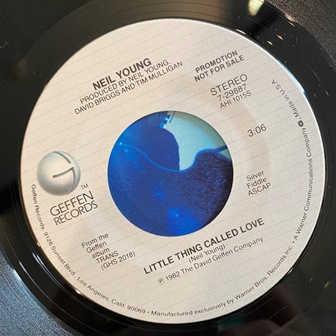 NEIL YOUNG
PRODUCED BY NEIL YOUNG,
DAVID BRIGGS AND TIM MULLIGAN
PROMOTION
NOT FOR SALE
STEREO
7-29887
AHI 1015S
3:06
Silver
Fiddle
ASCAP
G
TM
GEFFEN
RECORDS
From the
Geffen
album
TRANS
(GHS 2018)
LITTLE THING CALLED LOVE
(Neil Young)
℗ 1982 The David Geffen Company
Geffen Records, 9126 Sunset Blvd., Los Angeles, Calif. 90069 • Manufactured exclusively by Warner Bros. Records Inc., A Warner Communications Company • Made in U.S.A.